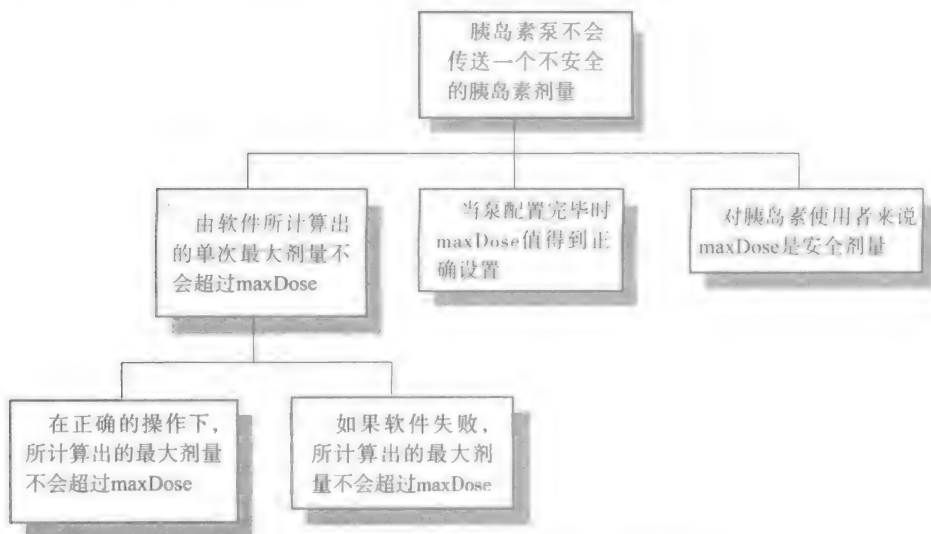 胰岛素泵不会
传送一个不安全
的胰岛素剂量
由软件所计算出
的单次最大剂量不
会超过maxDose
当泵配置完毕时
maxDose值得到正
确设置
对胰岛素使用者来说
maxDose是安全剂量
在正确的操作下，
所计算出的最大剂量
不会超过maxDose
如果软件失败，
所计算出的最大剂
量不会超过maxDose